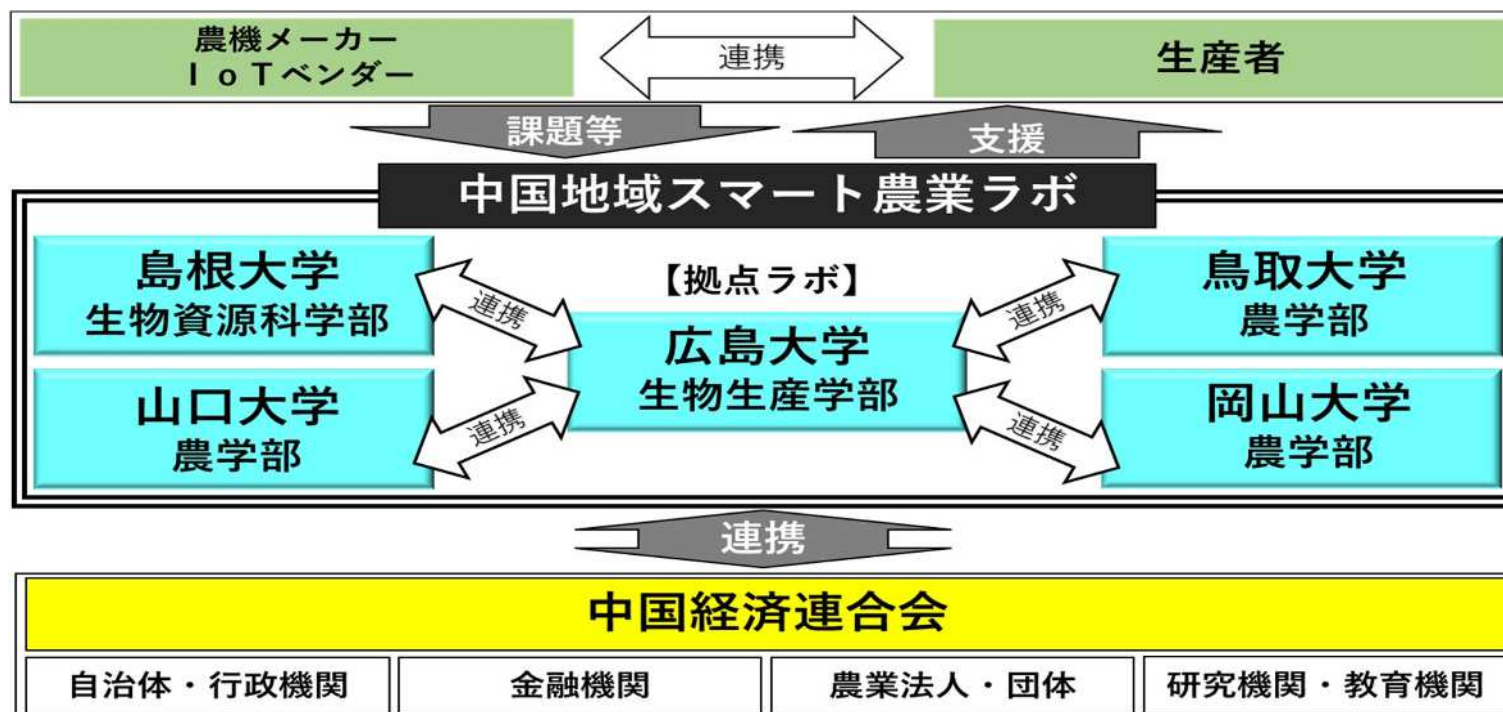 農機メーカー
ＩｏＴベンダー
連携
生産者
課題等
支援
中国地域スマート農業ラボ
島根大学
生物資源科学部
連携
【拠点ラボ】
広島大学
生物生産学部
連携
鳥取大学
農学部
山口大学
農学部
連携
連携
岡山大学
農学部
連携
中国経済連合会
自治体・行政機関
金融機関
農業法人・団体
研究機関・教育機関